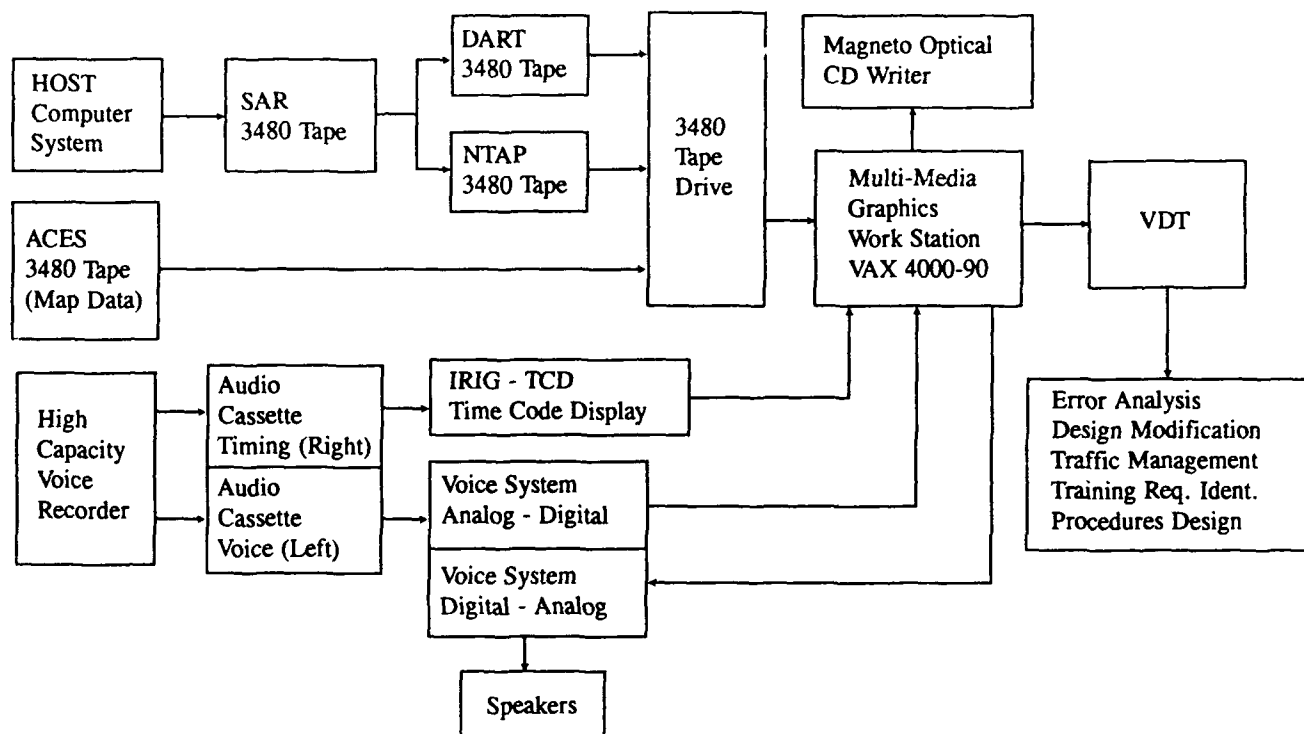 HOST
Computer
System
SAR
3480 Tape
DART
3480 Tape
NTAP
3480 Tape
ACES
3480 Tape
(Map Data)
3480
Tape
Drive
Magneto Optical
CD Writer
Multi-Media
Graphics
Work Station
VAX 4000-90
VDT
High
Capacity
Voice
Recorder
Audio
Cassette
Timing (Right)
Audio
Cassette
Voice (Left)
IRIG - TCD
Time Code Display
Voice System
Analog - Digital
Voice System
Digital - Analog
Speakers
Error Analysis
Design Modification
Traffic Management
Training Req. Ident.
Procedures Design